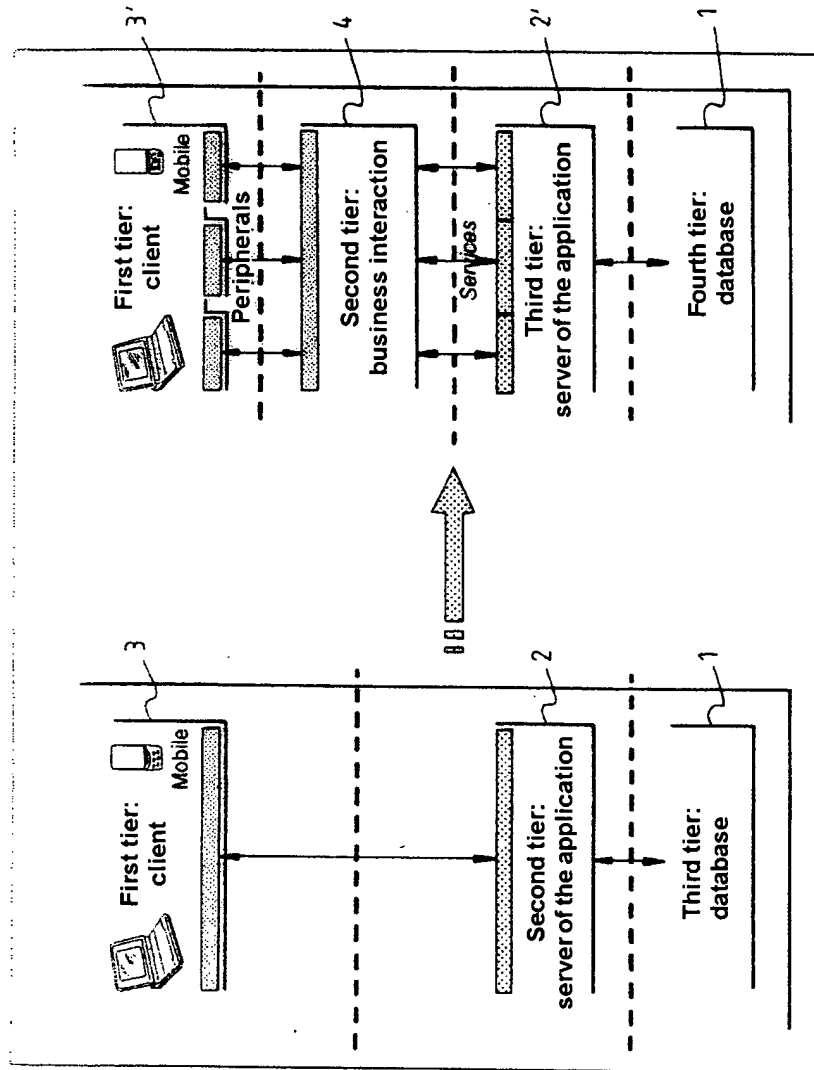 First tier:
client
Mobile
3
Second tier:
server of the application
2
Third tier:
database
1
First tier:
client
Mobile
3'
Peripherals
Second tier:
business interaction
4
Services
Third tier:
server of the application
2'
Fourth tier:
database
1